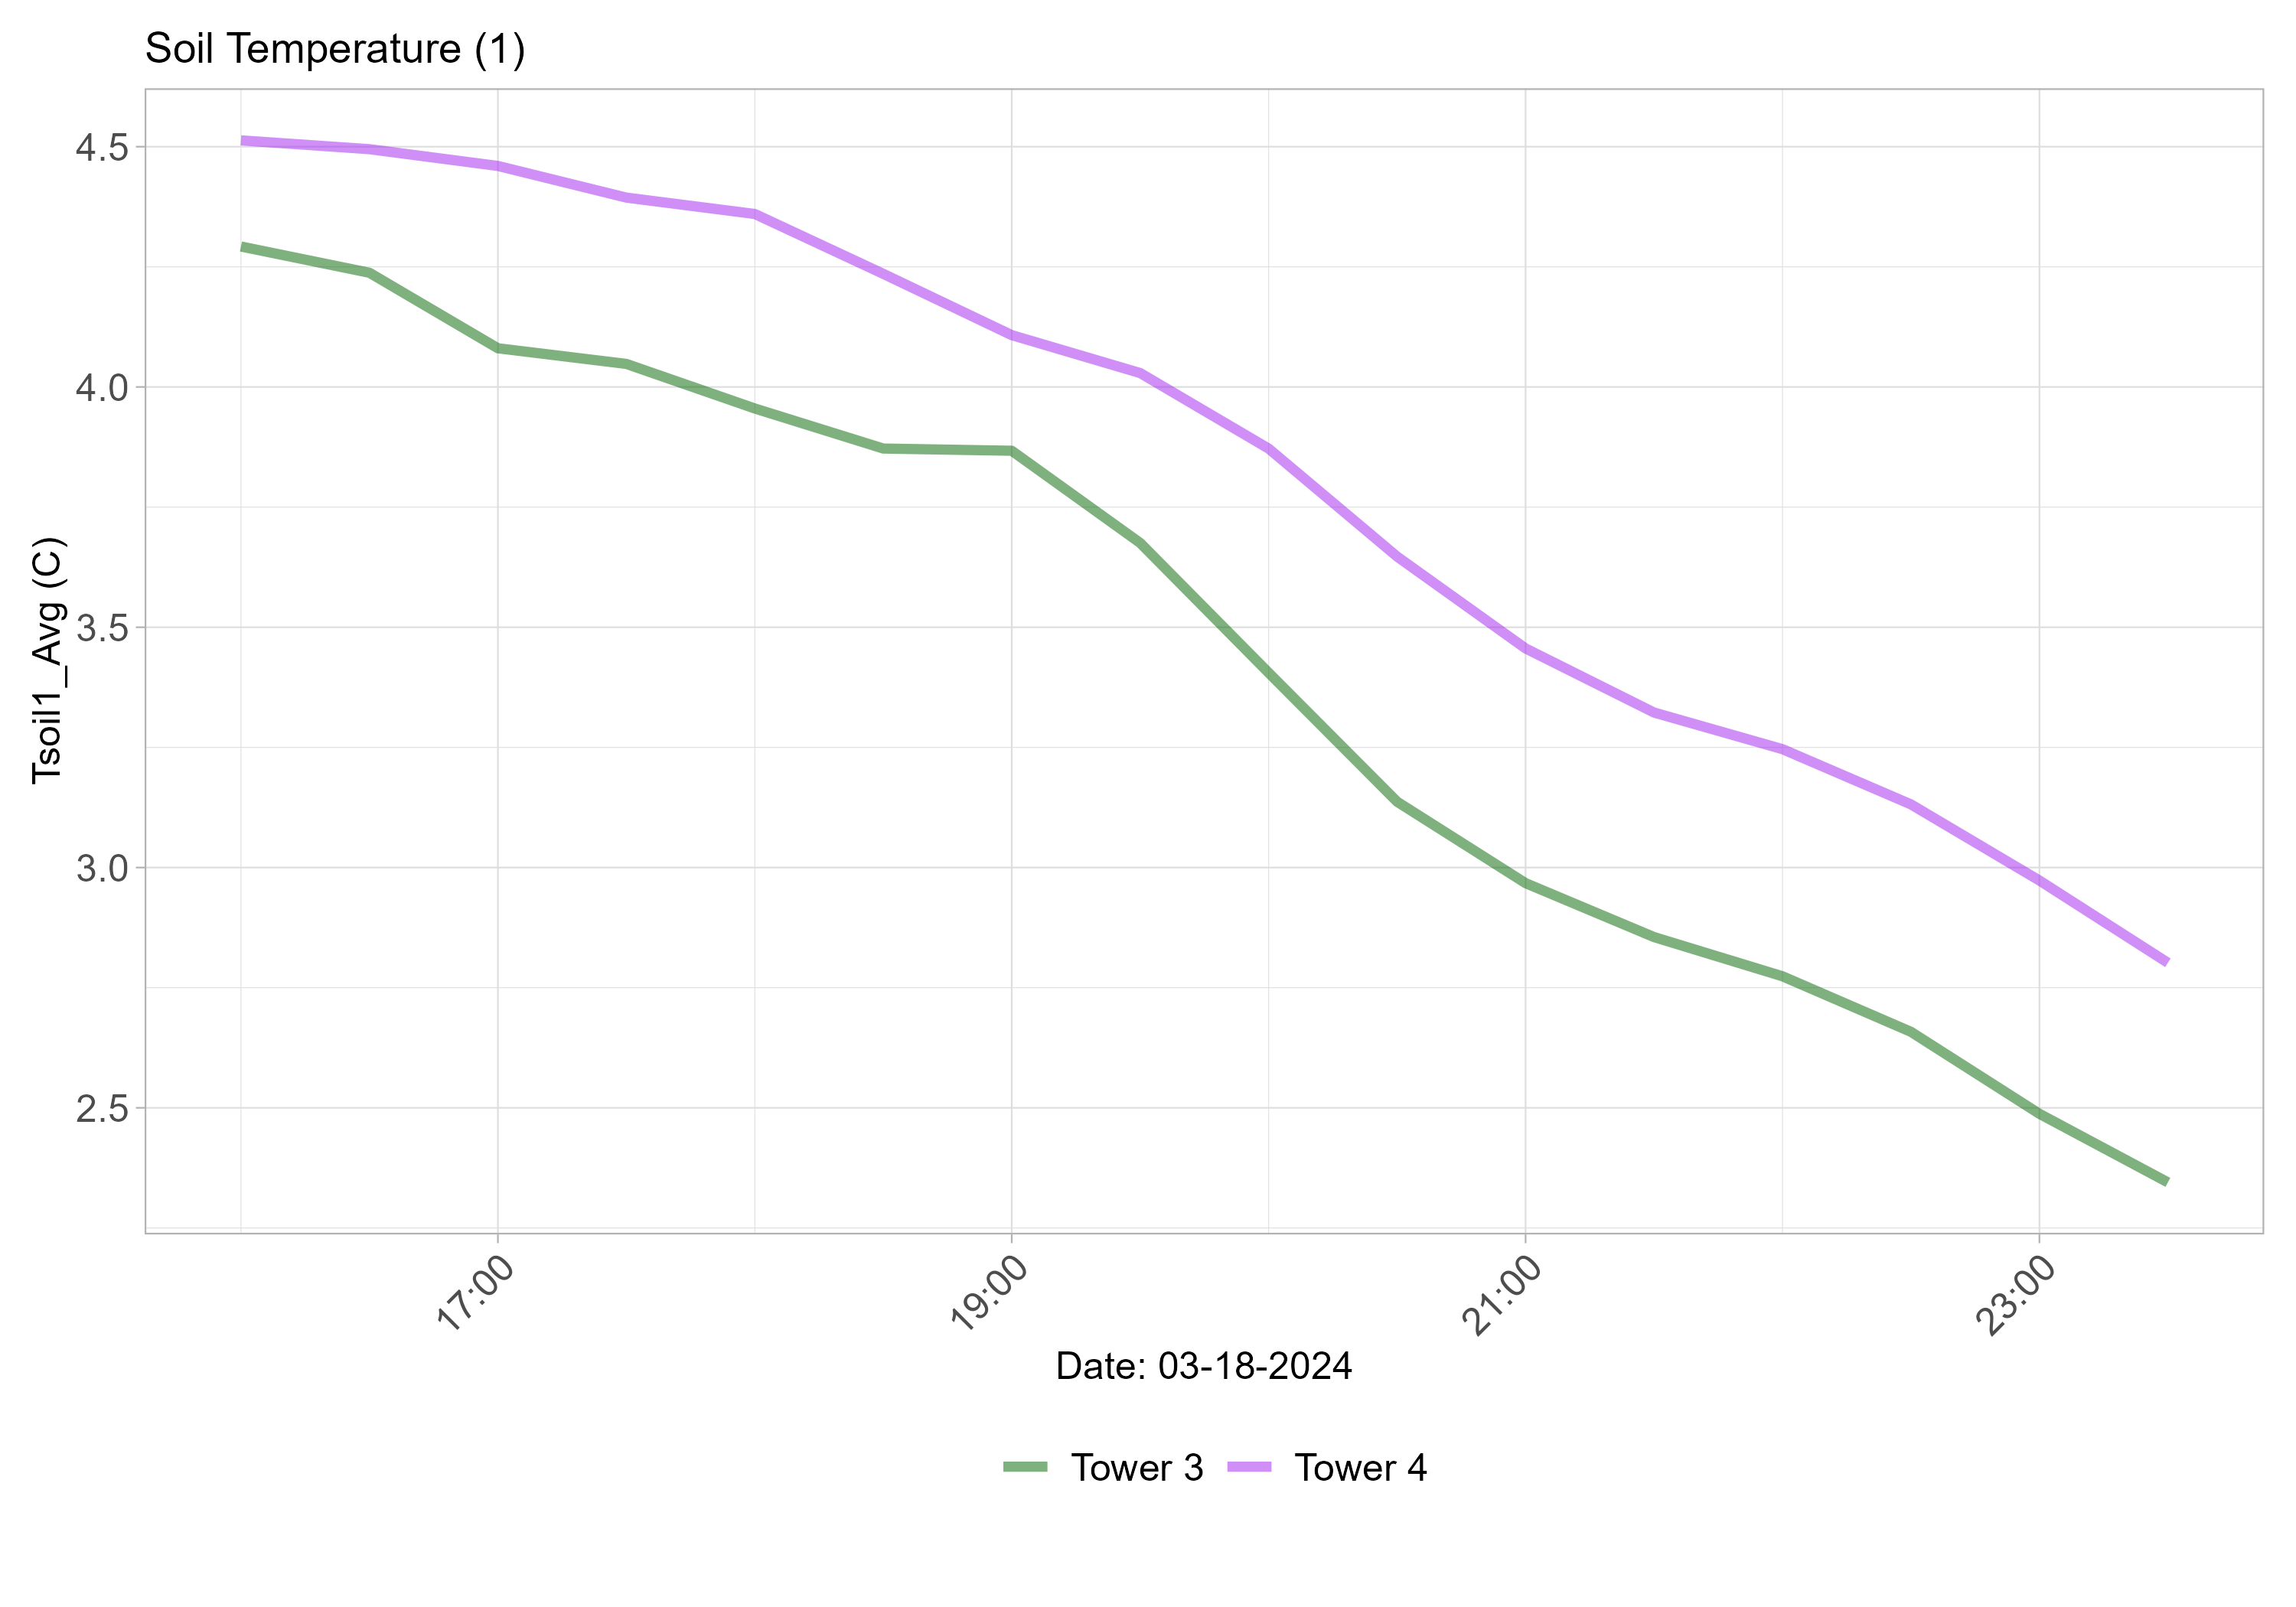 Soil Temperature (1)
Tsoil1_Avg (C)
4.5
4.0
3.5
3.0
2.5
17:00
19:00
21:00
23:00
Date: 03-18-2024
Tower 3
Tower 4